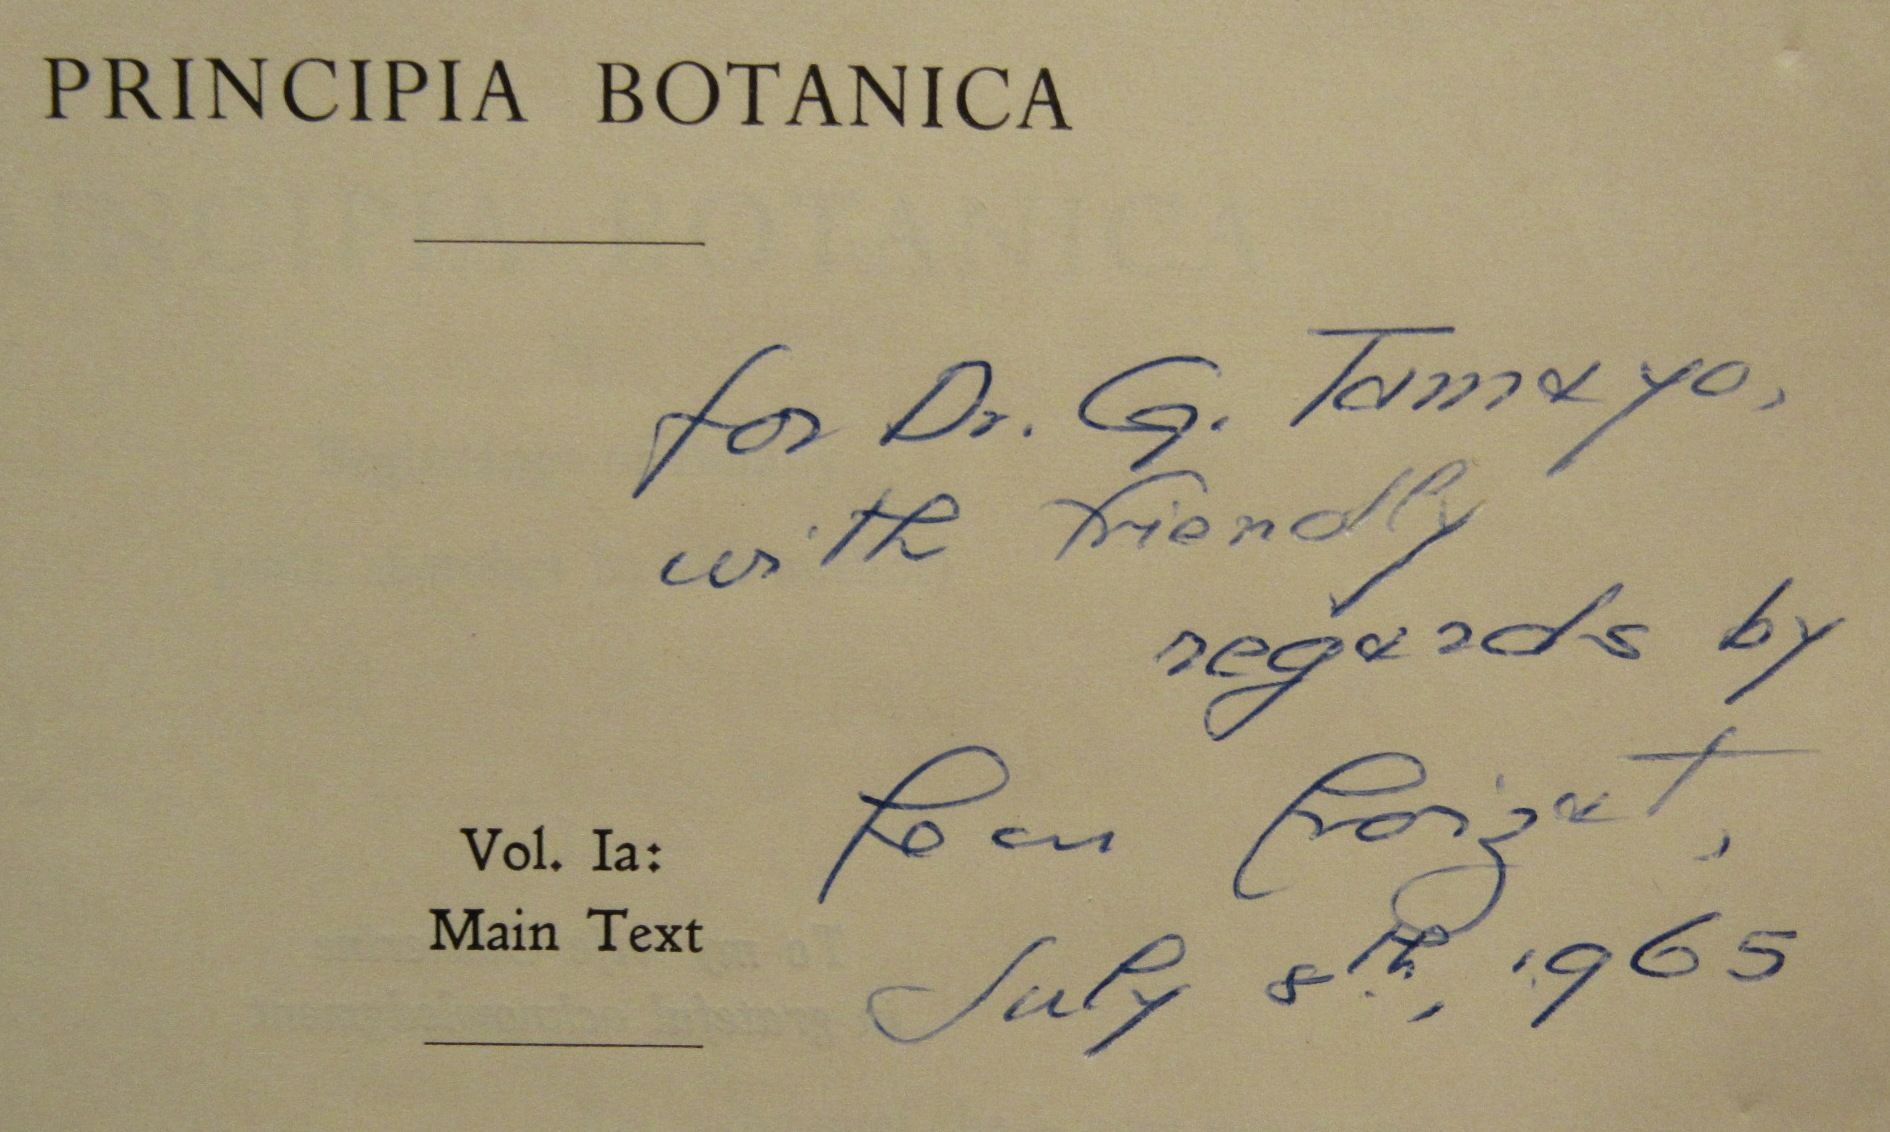 PRINCIPIA BOTANICA
for Dr. G. Tamayo,
with friendly
regards by
Leon Croizat,
July 8th, 1965
Vol. Ia:
Main Text